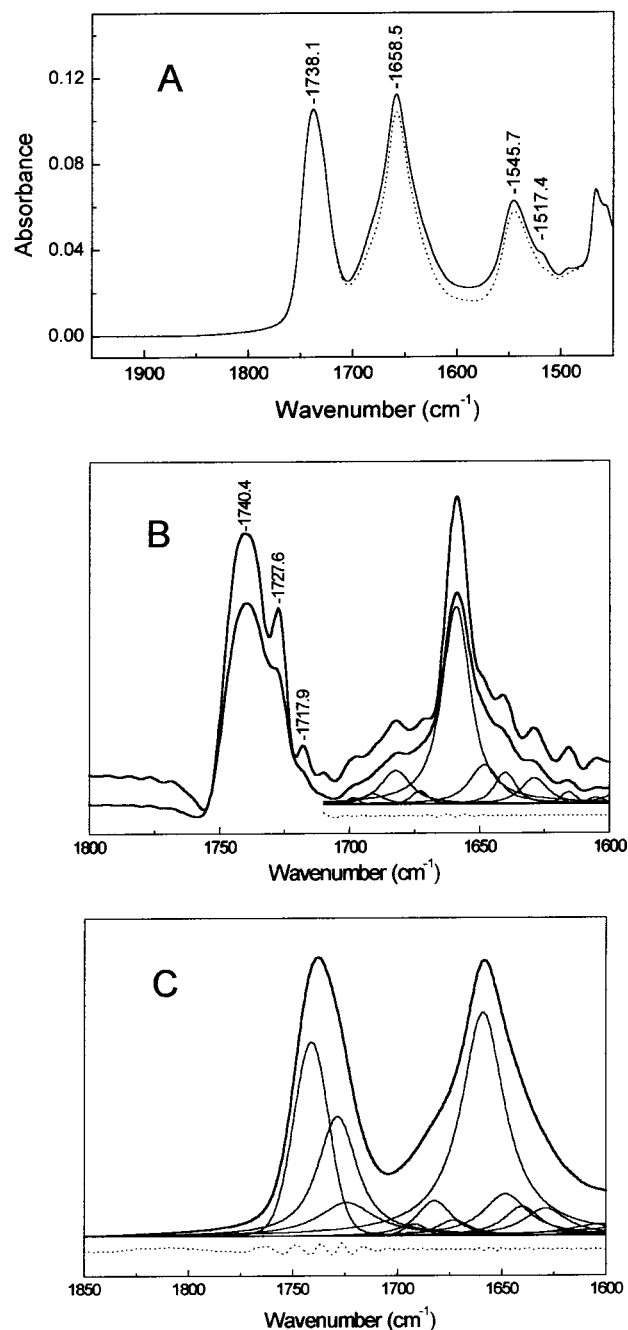 A
-1738.1
-1658.5
-1545.7
-1517.4
0.12
0.08
0.04
0.00
Absorbance
1900 1800 1700 1600 1500
Wavenumber (cm-1)
B
-1740.4
-1727.6
-1717.9
1800 1750 1700 1650 1600
Wavenumber (cm-1)
C
1850 1800 1750 1700 1650 1600
Wavenumber (cm-1)